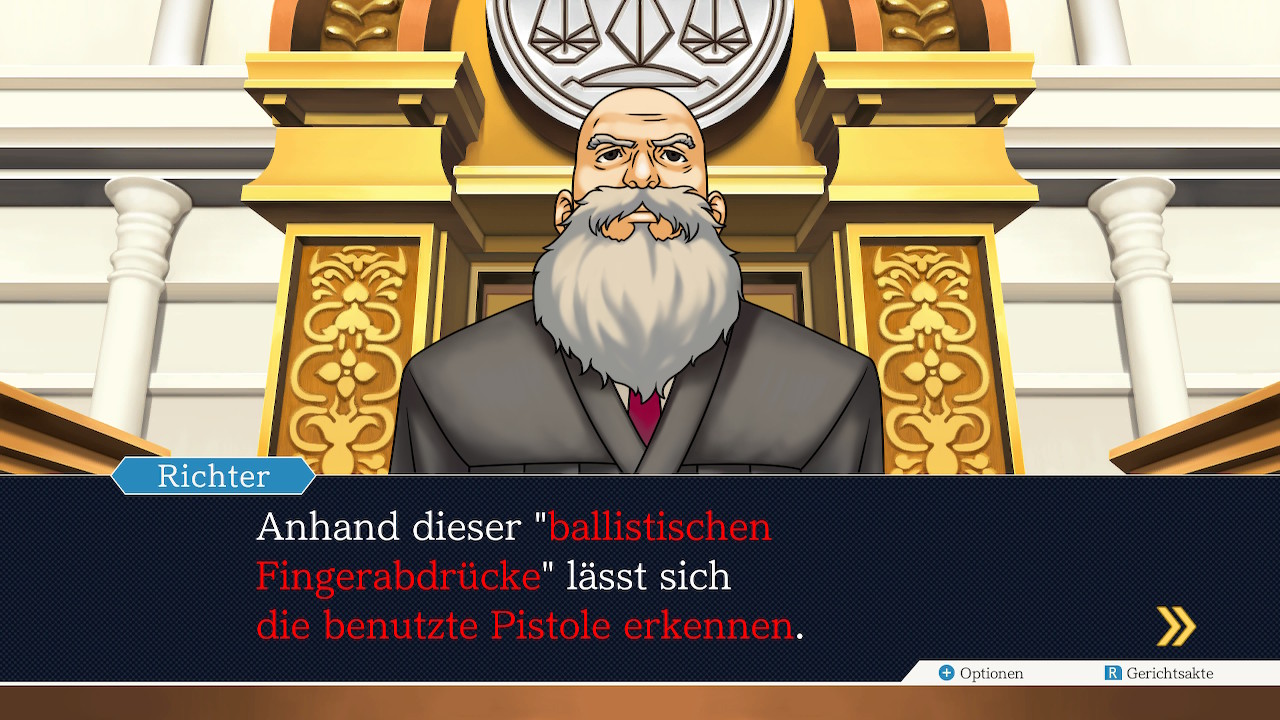 Richter
Anhand dieser "ballistischen
Fingerabdrücke" lässt sich
die benutzte Pistole erkennen.
Optionen
R Gerichtsakte